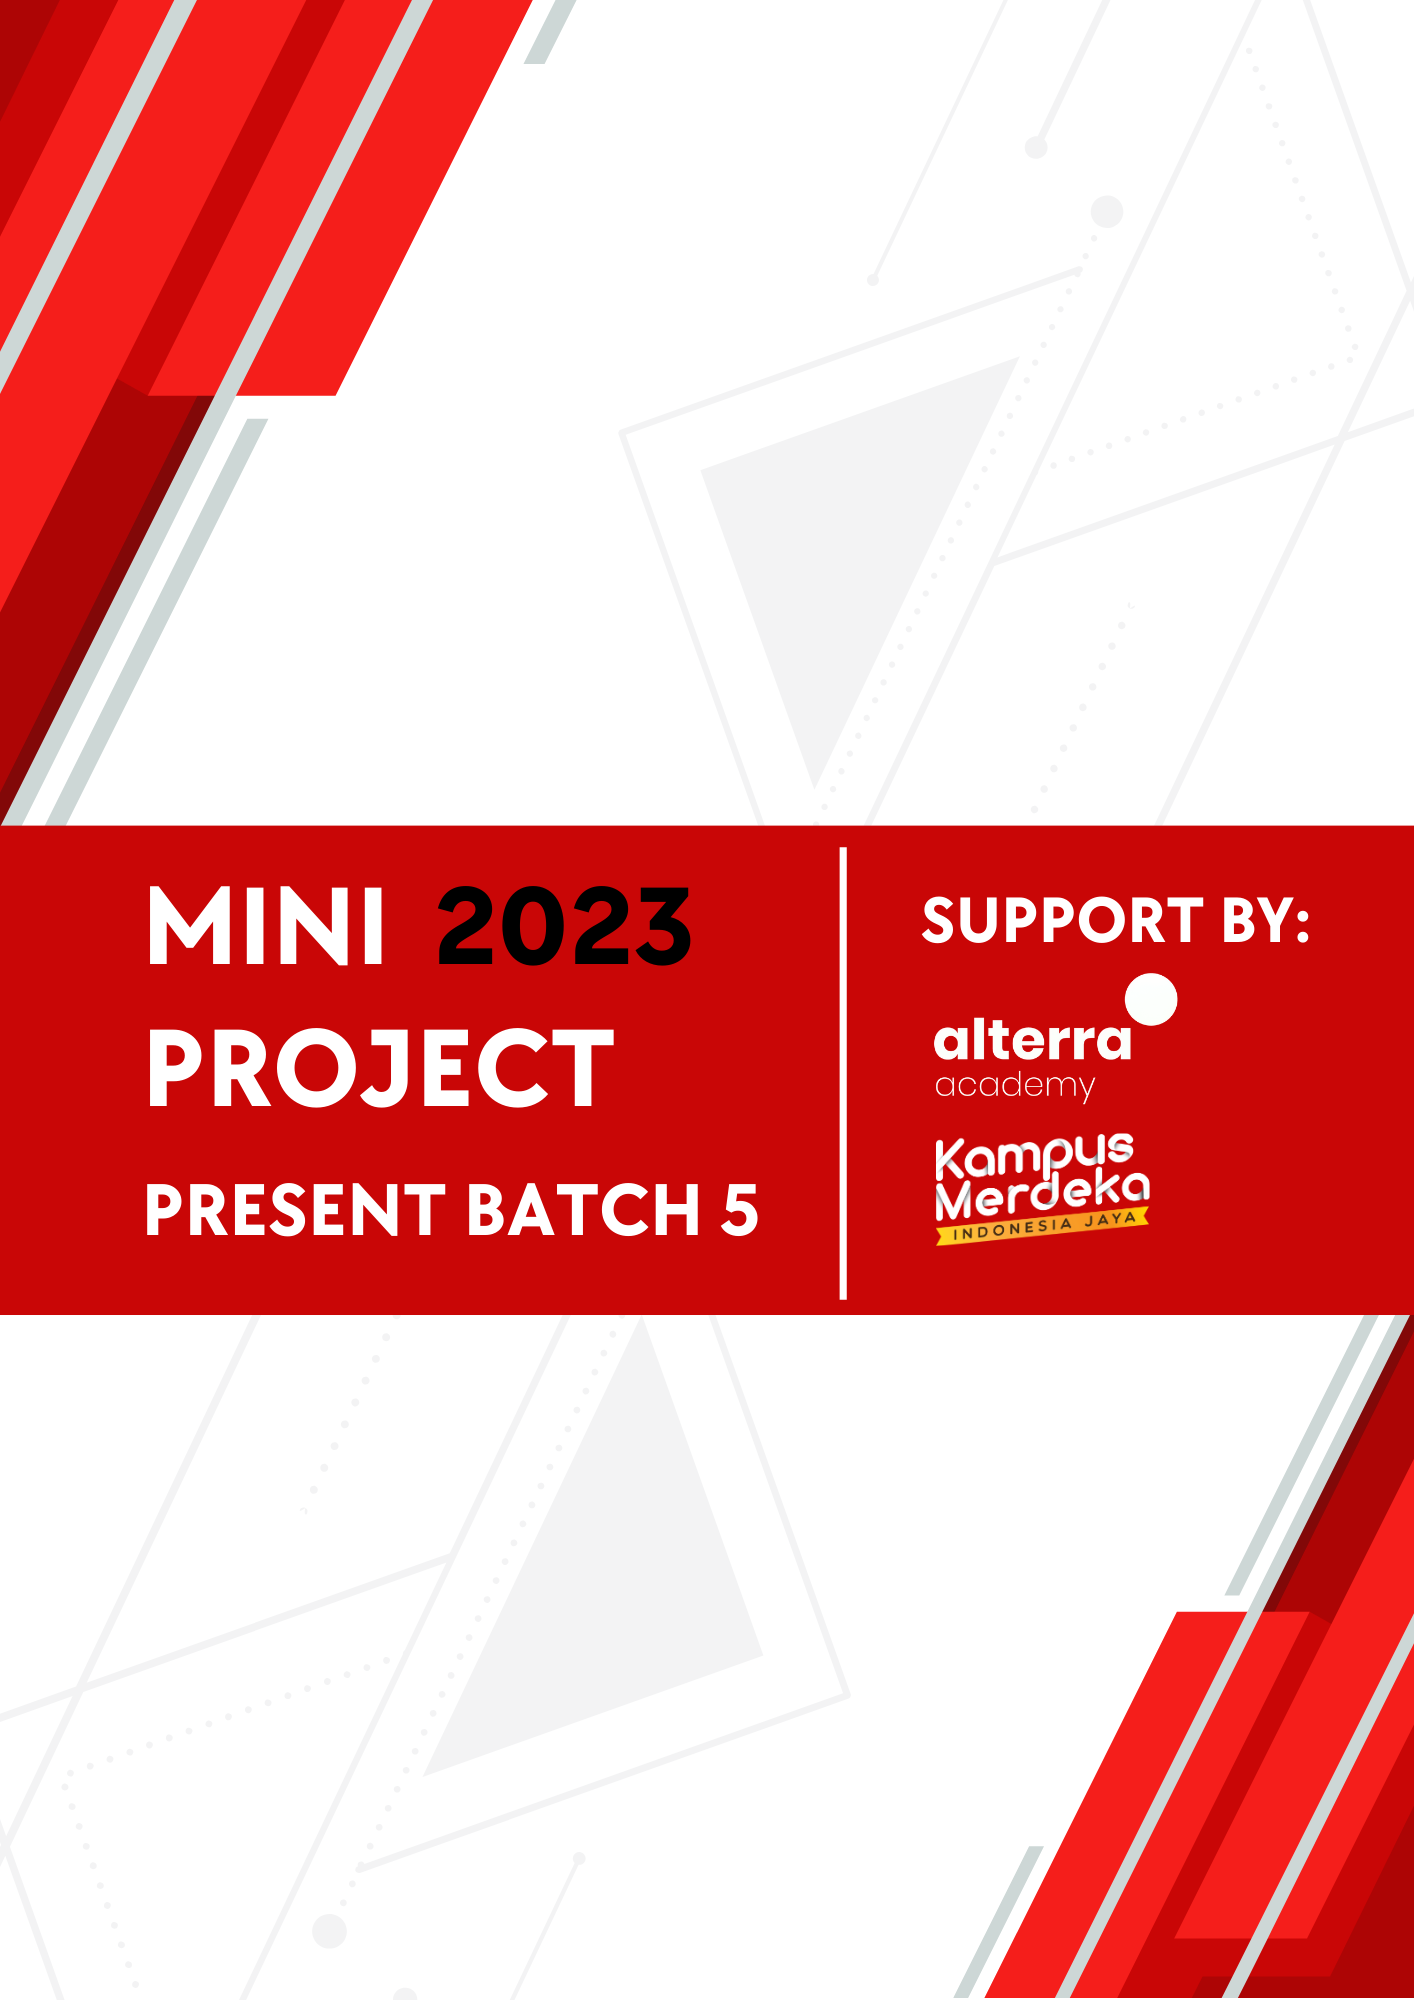 MINI 2023
PROJECT
PRESENT BATCH 5
SUPPORT BY:
alterra
academy
Kampus
Merdeka
INDONESIA JAYA